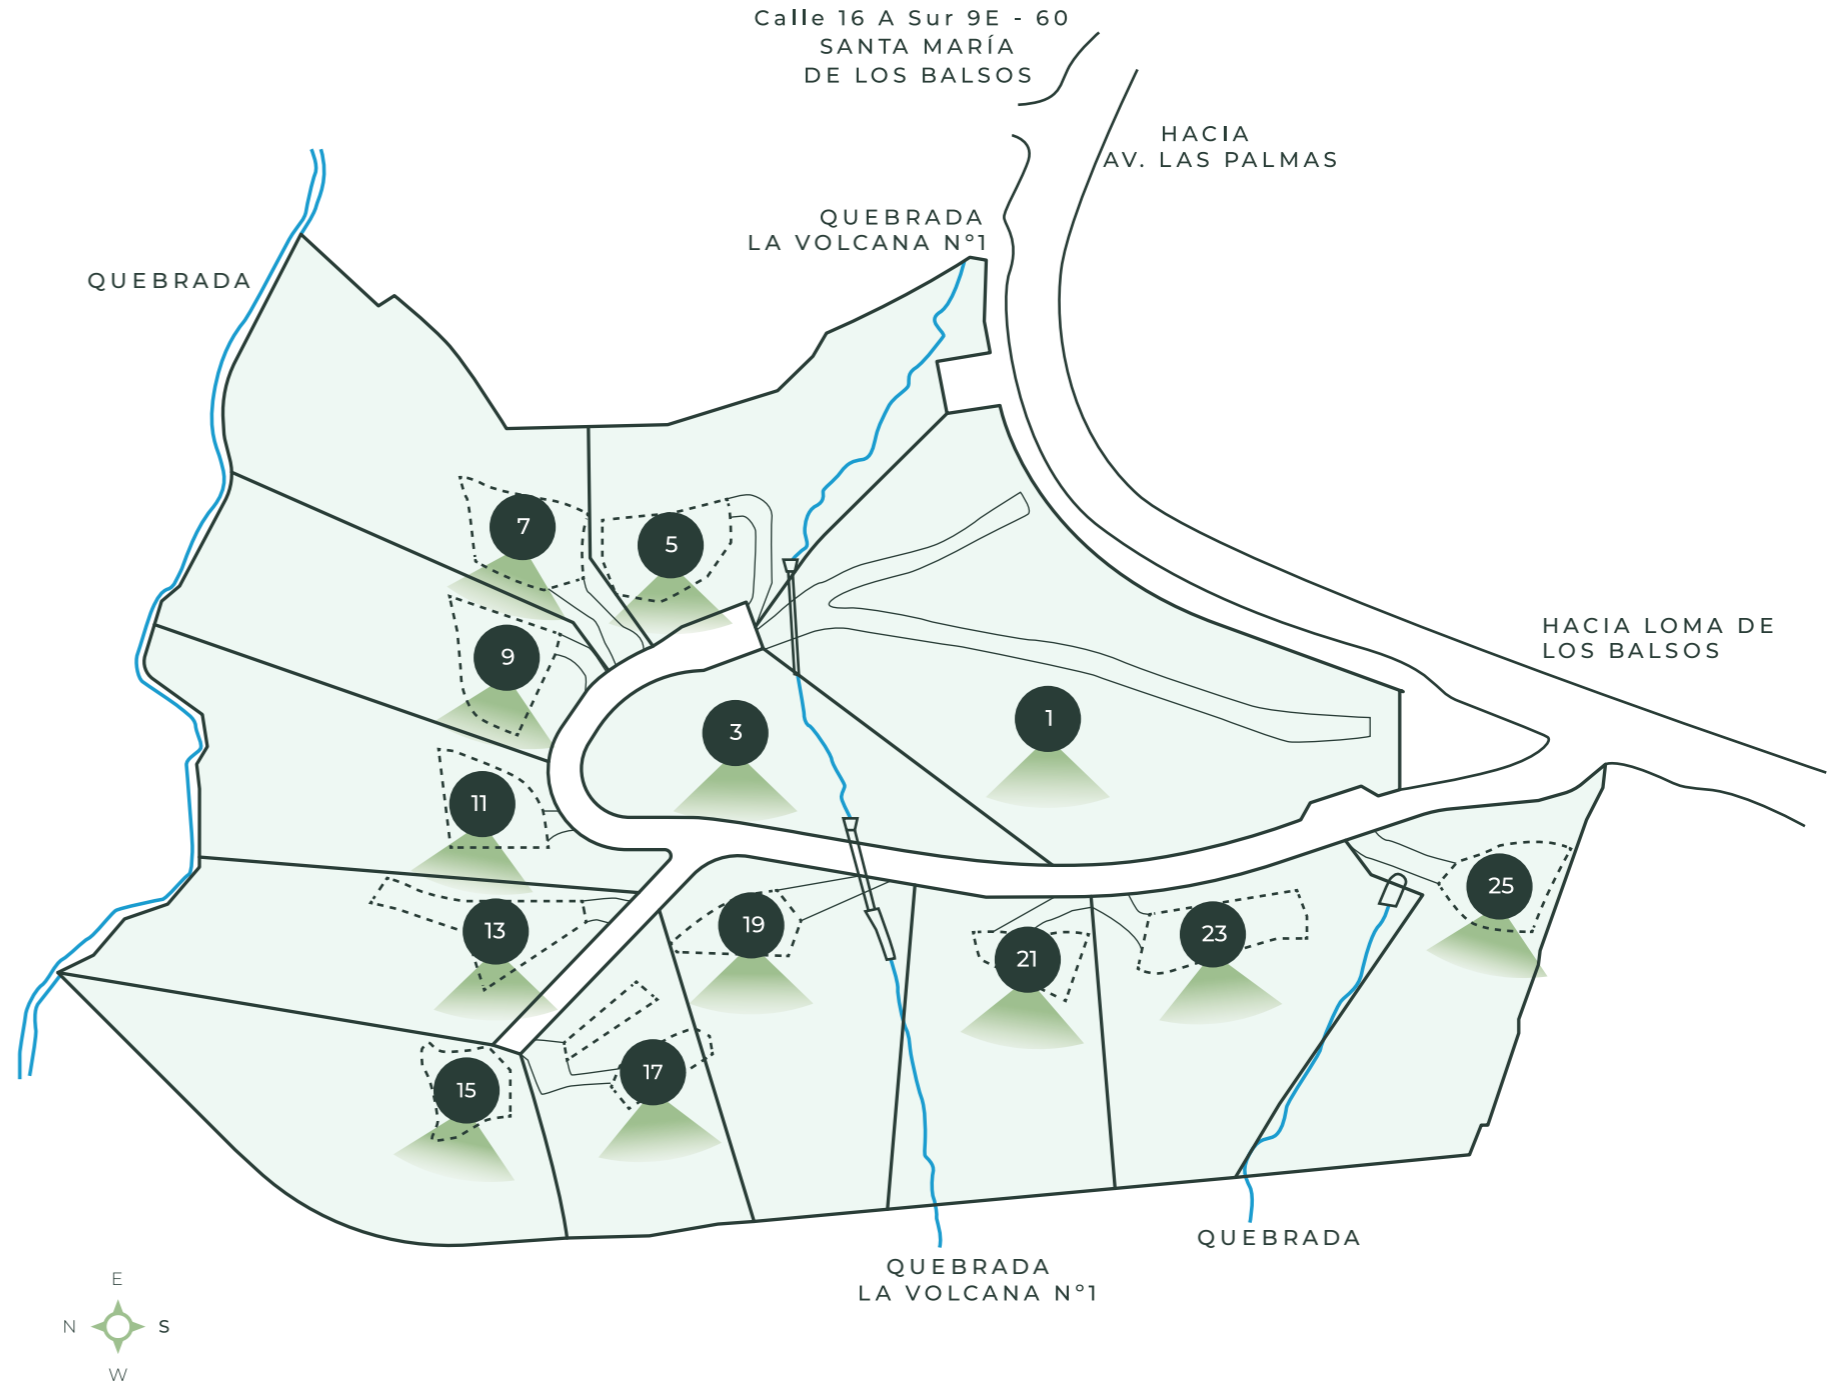 Calle 16 A Sur 9E - 60
SANTA MARÍA
DE LOS BALSOS
HACIA
AV. LAS PALMAS
QUEBRADA
LA VOLCANA Nº1
QUEBRADA
7
5
9
HACIA LOMA DE
LOS BALSOS
3
1
11
25
13
19
23
21
15
17
QUEBRADA
QUEBRADA
LA VOLCANA Nº1
E
N
S
W